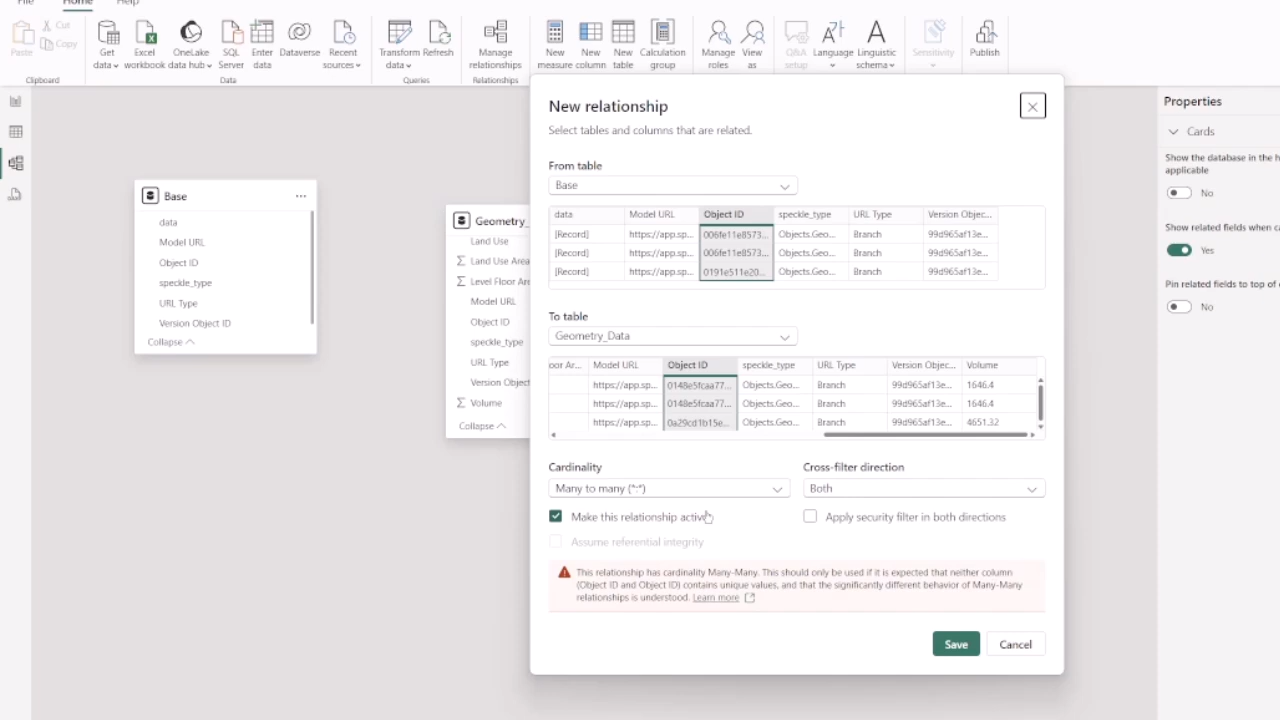 File Home Help
Paste
Cut
Copy
Clipboard
Get data
Excel workbook
OneLake data hub
SQL Server
Enter data
Dataverse
Recent sources
Data
Transform data
Refresh
Queries
Manage relationships
Relationships
New measure
New column
New table
Calculation group
Manage roles
View as
Q&A setup
Language
Linguistic schema
Sensitivity
Publish
Base
data
Model URL
Object ID
speckle_type
URL Type
Version Object ID
Collapse
Geometry_
Land Use
Land Use Area
Level Floor Are
Model URL
Object ID
speckle_type
URL Type
Version Object
Volume
Collapse
New relationship
Select tables and columns that are related.
From table
Base
data Model URL Object ID speckle_type URL Type Version Objec...
[Record] https://app.sp... 006fe11e8573... Objects.Geo... Branch 99d965af13e...
[Record] https://app.sp... 006fe11e8573... Objects.Geo... Branch 99d965af13e...
[Record] https://app.sp... 0191e511e20... Objects.Geo... Branch 99d965af13e...
To table
Geometry_Data
oor Ar... Model URL Object ID speckle_type URL Type Version Objec... Volume
https://app.sp... 0148e5fcaa77... Objects.Geo... Branch 99d965af13e... 1646.4
https://app.sp... 0148e5fcaa77... Objects.Geo... Branch 99d965af13e... 1646.4
https://app.sp... 0a29cd1b15e... Objects.Geo... Branch 99d965af13e... 4651.32
Cardinality
Many to many (*:*)
Cross-filter direction
Both
Make this relationship active
Apply security filter in both directions
Assume referential integrity
This relationship has cardinality Many-Many. This should only be used if it is expected that neither column
(Object ID and Object ID) contains unique values, and that the significantly different behavior of Many-Many
relationships is understood. Learn more
Save
Cancel
Properties
Cards
Show the database in the h
applicable
No
Show related fields when ca
Yes
Pin related fields to top of c
No